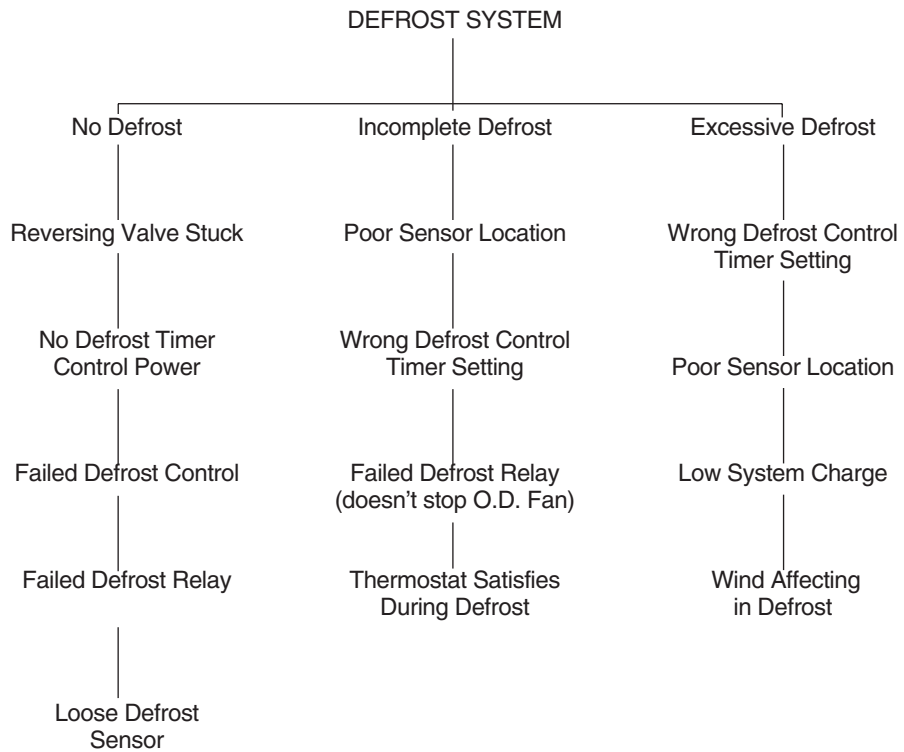 DEFROST SYSTEM
No Defrost
Incomplete Defrost
Excessive Defrost
Reversing Valve Stuck
Poor Sensor Location
Wrong Defrost Control
Timer Setting
No Defrost Timer
Control Power
Wrong Defrost Control
Timer Setting
Poor Sensor Location
Failed Defrost Control
Failed Defrost Relay
(doesn't stop O.D. Fan)
Low System Charge
Failed Defrost Relay
Thermostat Satisfies
During Defrost
Wind Affecting
in Defrost
Loose Defrost
Sensor